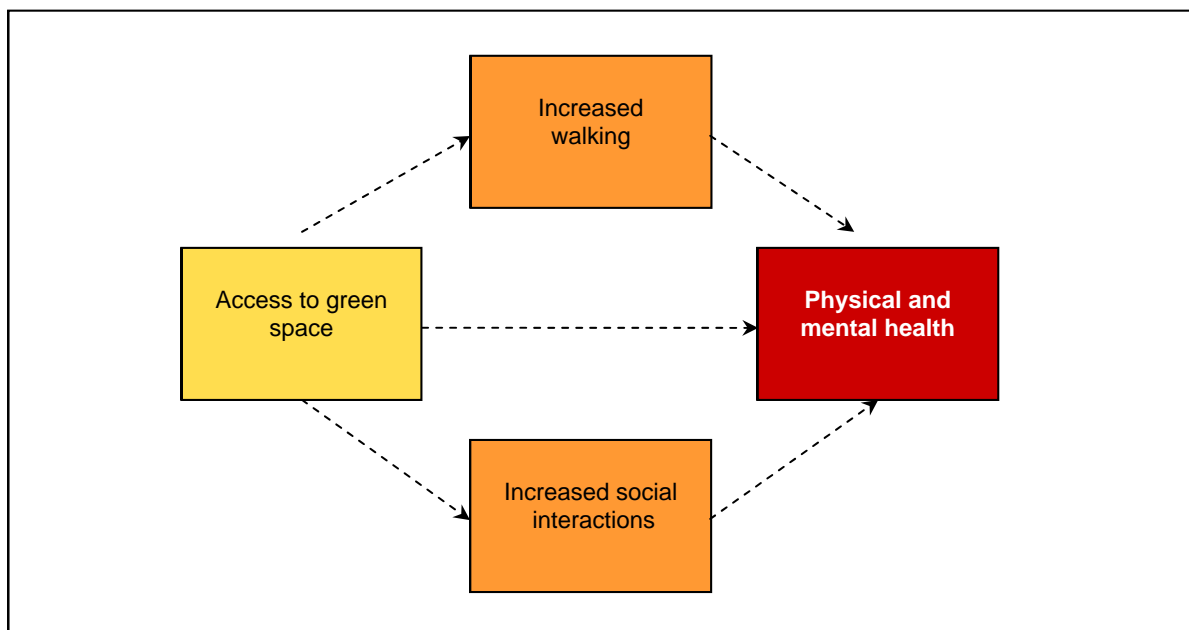 Increased
walking
Access to green
space
Physical and
mental health
Increased social
interactions